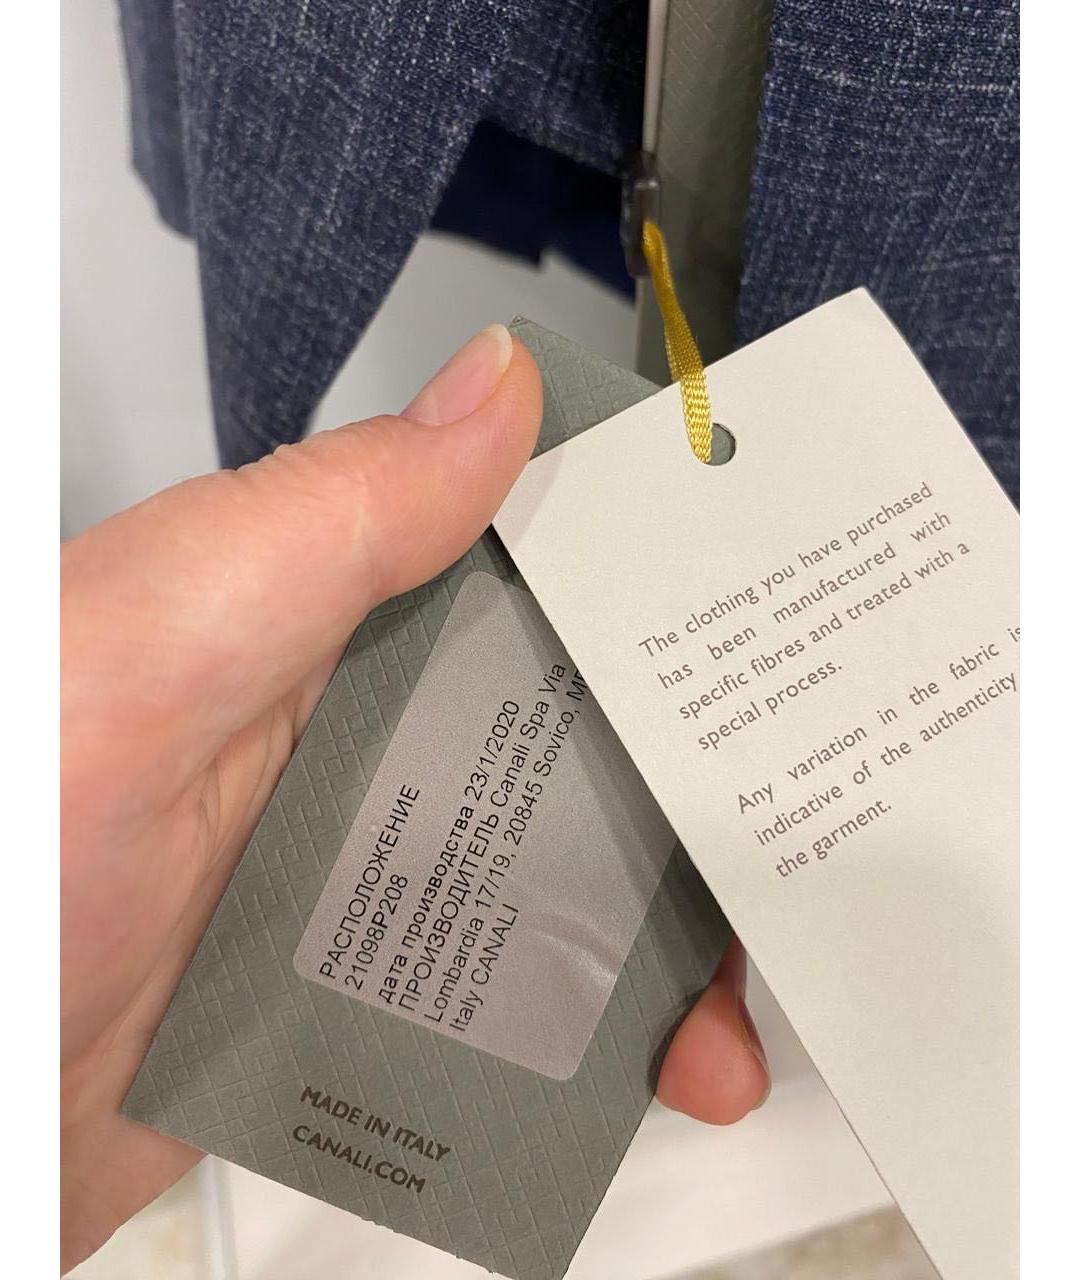 The clothing you have purchased
has been manufactured with
specific fibres and treated with a
special process.
Any variation in the fabric is
indicative of the authenticity
the garment.
РАСПОЛОЖЕНИЕ
21098P208
дата производства 23/1/2020
ПРОИЗВОДИТЕЛЬ Canali Spa Via
Lombardia 17/19, 20845 Sovico,
Italy CANALI
MADE IN ITALY
CANALI.COM